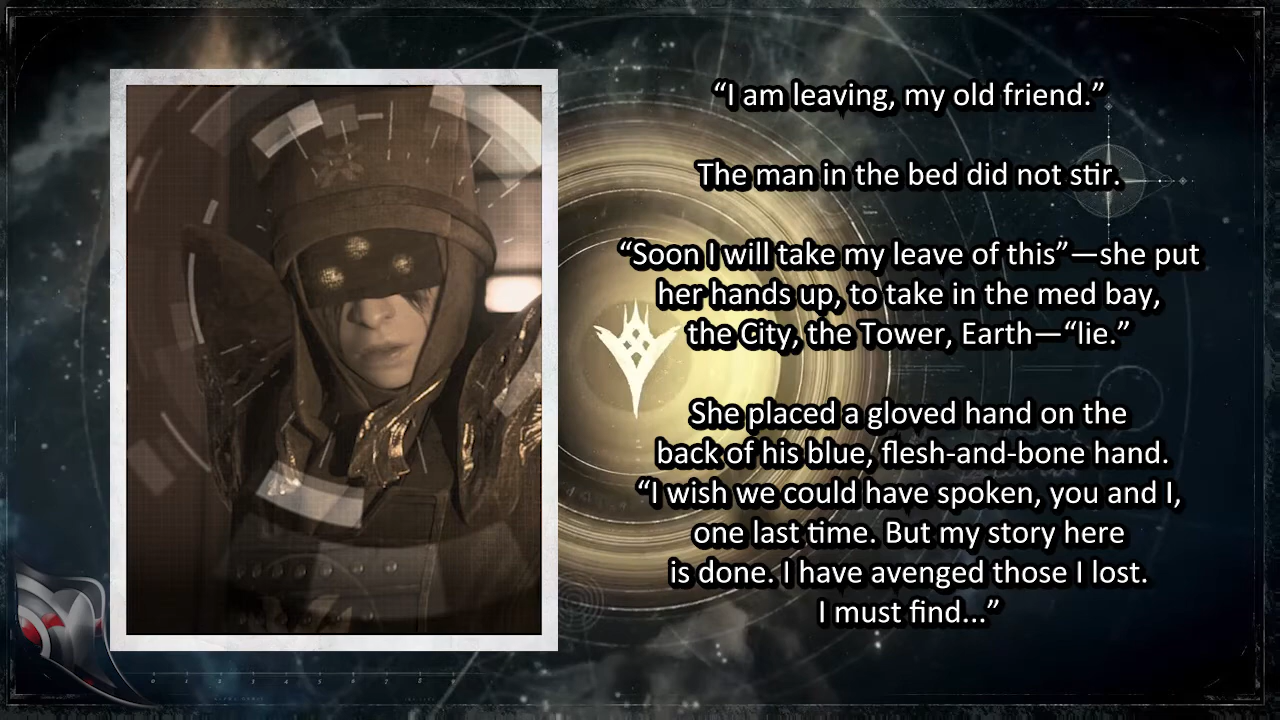 “I am leaving, my old friend.”
The man in the bed did not stir.
“Soon I will take my leave of this”—she put
her hands up, to take in the med bay,
the City, the Tower, Earth—“lie.”
She placed a gloved hand on the
back of his blue, flesh-and-bone hand.
“I wish we could have spoken, you and I,
one last time. But my story here
is done. I have avenged those I lost.
I must find...”